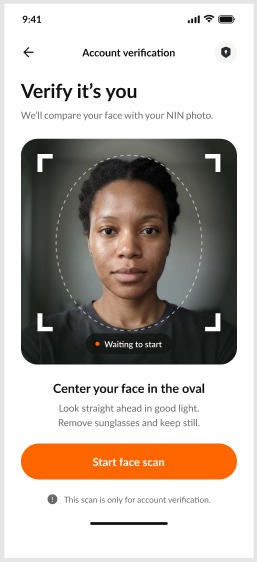 9:41
Account verification
Verify it's you
We'll compare your face with your NIN photo.
Waiting to start
Center your face in the oval
Look straight ahead in good light.
Remove sunglasses and keep still.
Start face scan
This scan is only for account verification.